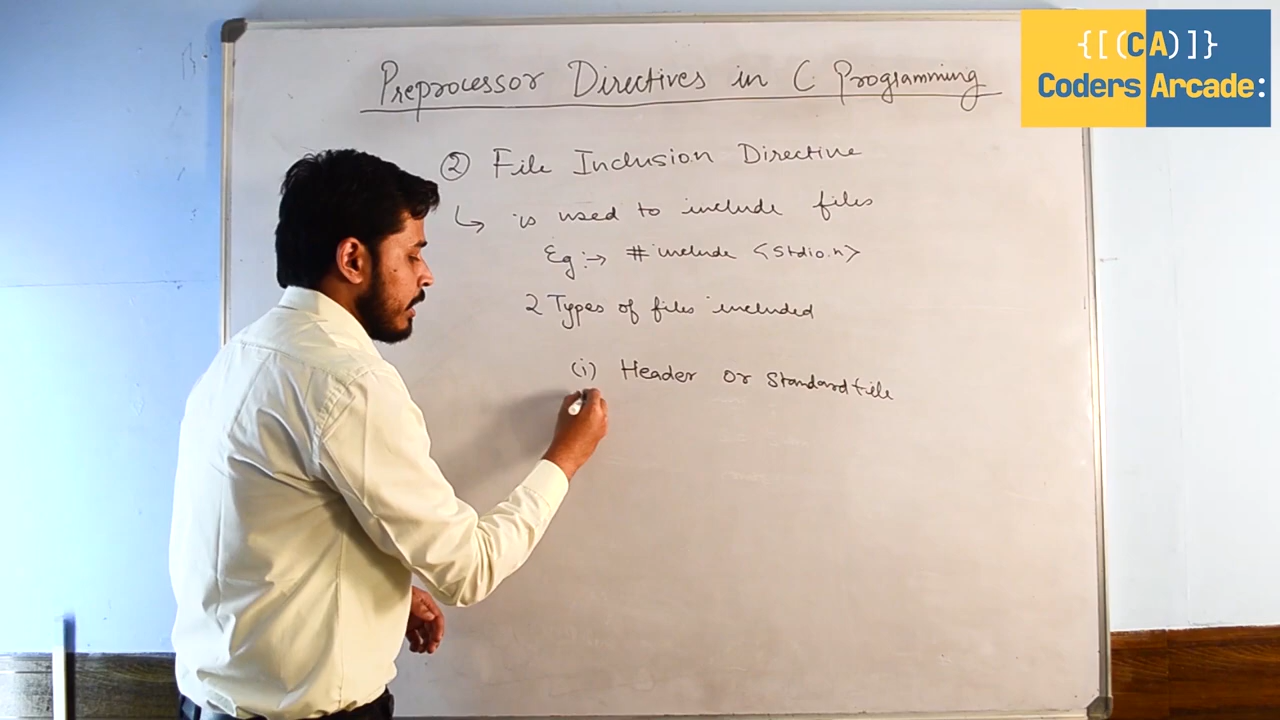 {[(CA)]}
Coders Arcade:
Preprocessor Directives in C Programming
② File Inclusion Directive
↳ is used to include files
Eg:→ # include <Stdio.h>
2 Types of files included
(i) Header or Standard file